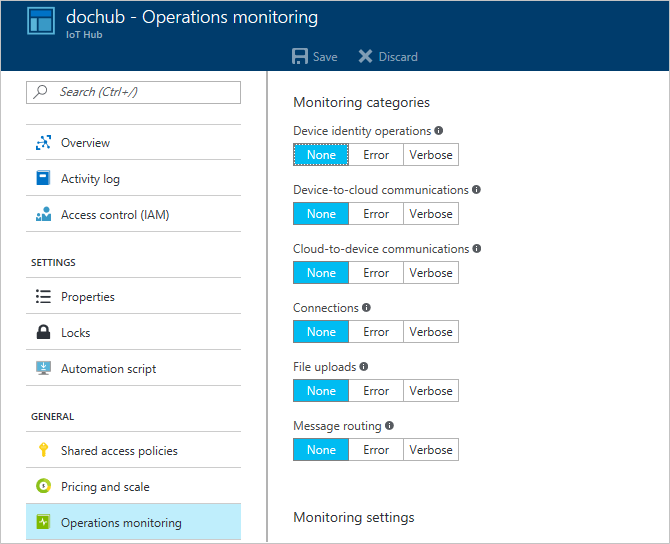 dochub - Operations monitoring
IoT Hub
Save Discard
Search (Ctrl+/)
Overview
Activity log
Access control (IAM)
SETTINGS
Properties
Locks
Automation script
GENERAL
Shared access policies
Pricing and scale
Operations monitoring
Monitoring categories
Device identity operations
None Error Verbose
Device-to-cloud communications
None Error Verbose
Cloud-to-device communications
None Error Verbose
Connections
None Error Verbose
File uploads
None Error Verbose
Message routing
None Error Verbose
Monitoring settings